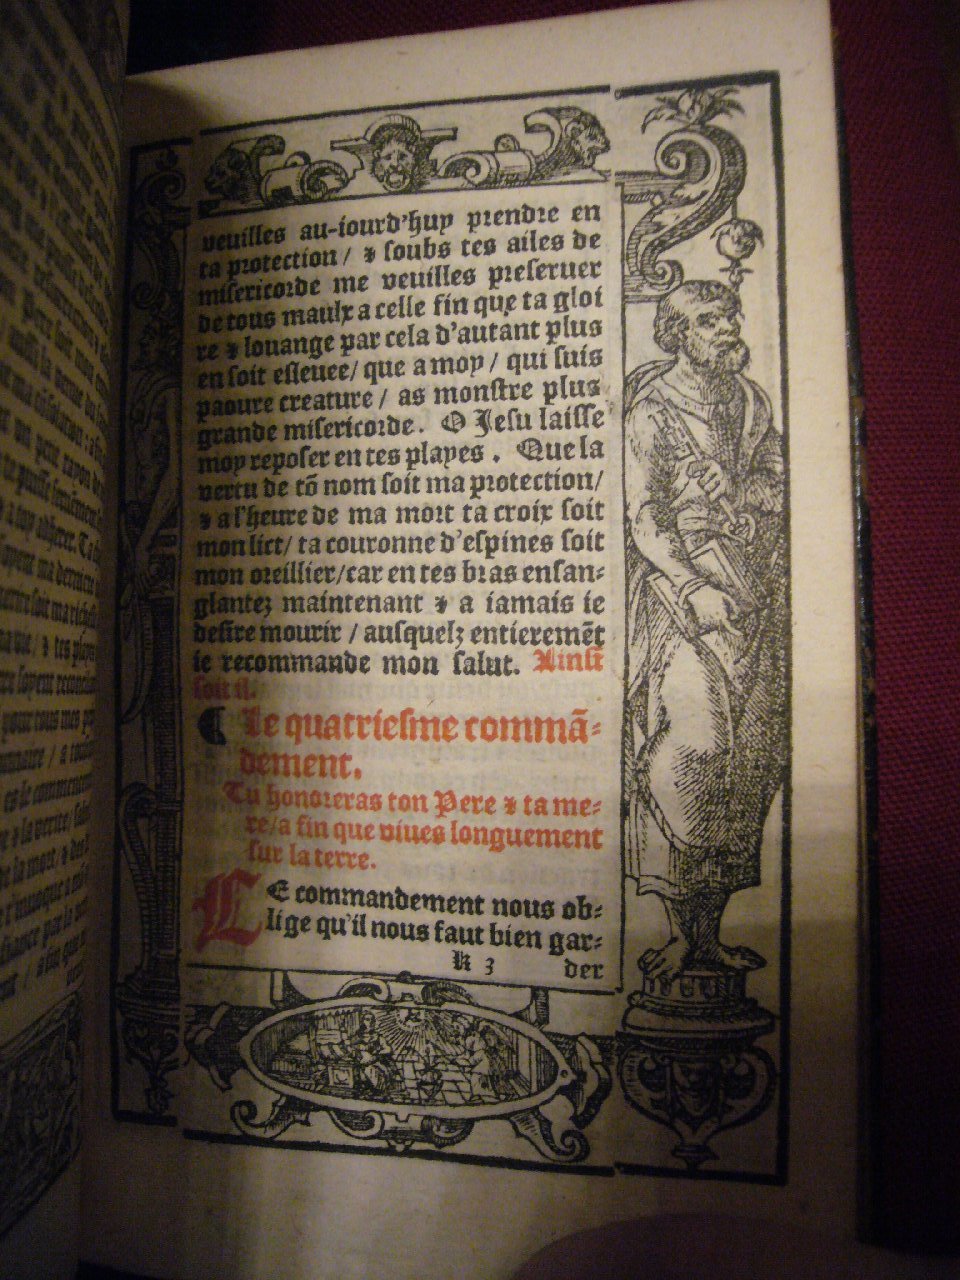 veuilles au-iourd'huy prendre en
ta protection / & soubs tes ailes de
misericorde me veuilles preseruer
de tous maulx a celle fin que ta gloi
re & louange par cela d'autant plus
en soit esleuee / que a moy / qui suis
paoure creature / as monstre plus
grande misericorde. O Jesu laisse
moy reposer en tes playes. Que la
vertu de tõ nom soit ma protection /
& a l'heure de ma mort ta croix soit
mon lict / ta couronne d'espines soit
mon oreillier / car en tes bras ensan-
glantez maintenant & a iamais ie
desire mourir / ausquelz entieremẽt
ie recommande mon salut. Ainsi
soit il.
¶ Le quatriesme commã-
dement.
Tu honoreras ton Pere & ta me-
re / a fin que viues longuement
sur la terre.
CE commandement nous ob-
lige qu'il nous faut bien gar-
K 3 der